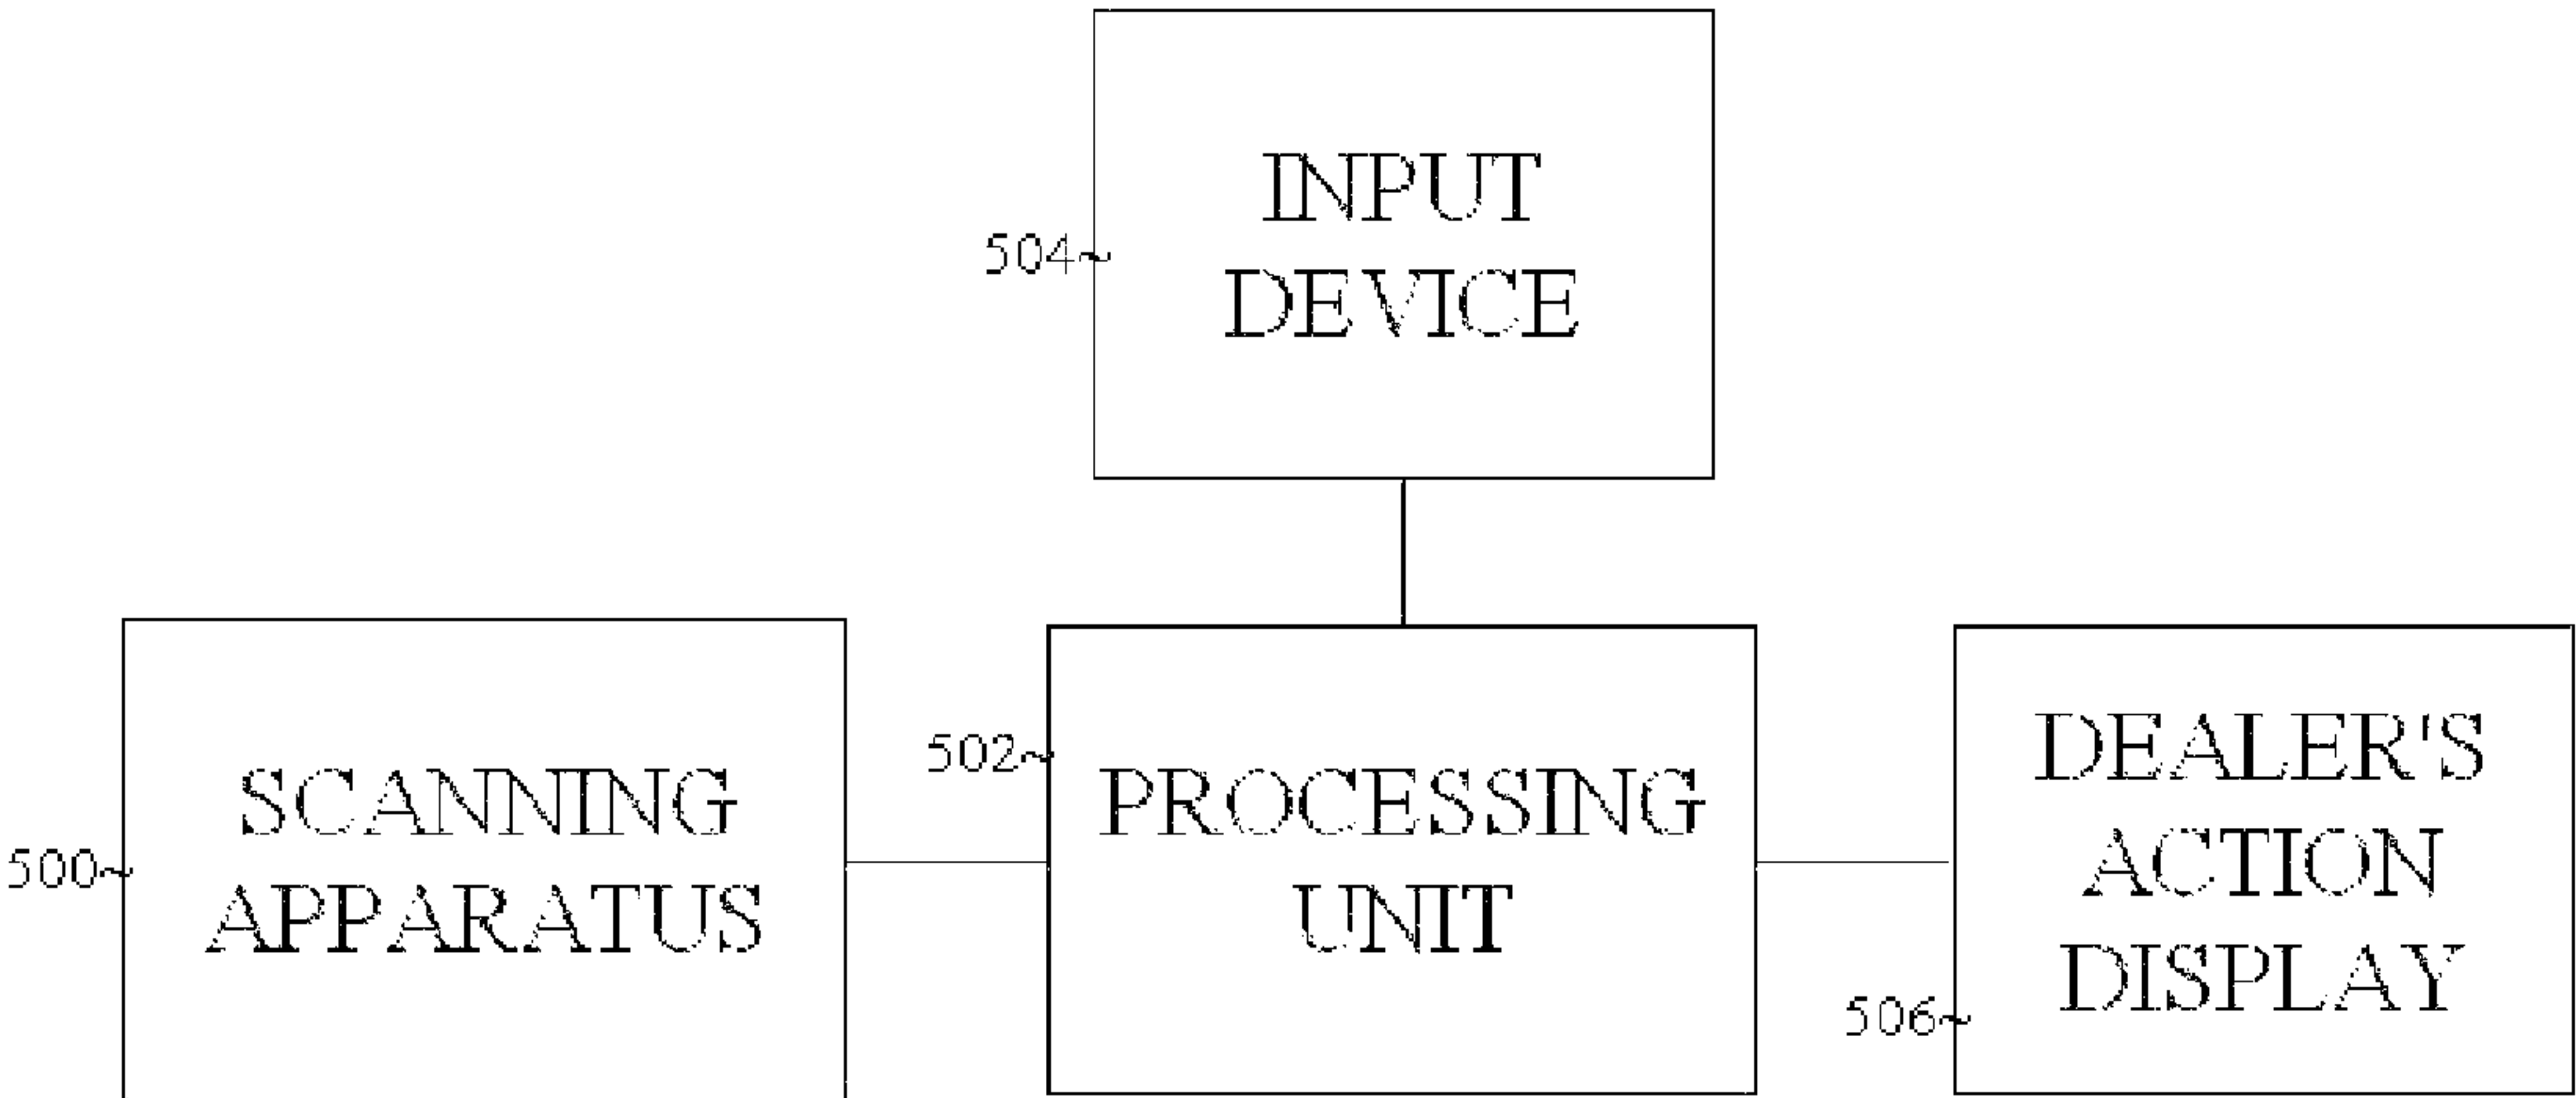 INPUT
504~
DEVICE
502~
DEALER'S
SCANNING
PROCESSING
500~
ACTION
APPARATUS
UNIT
DISPLAY
506~